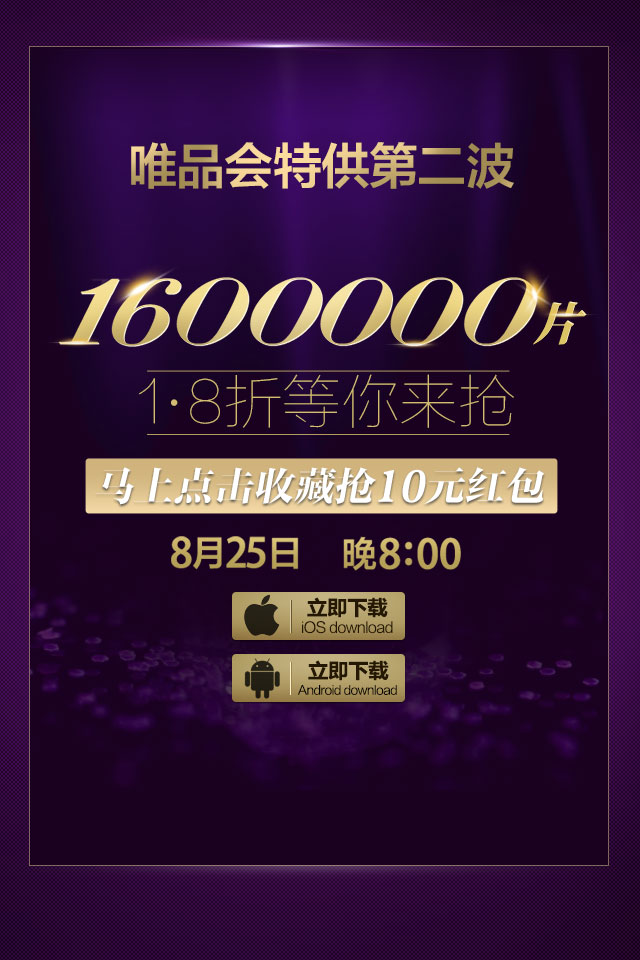 唯品会特供第二波
1600000片
1·8折等你来抢
马上点击收藏抢10元红包
8月25日 晚8:00
立即下载
iOS download
立即下载
Android download